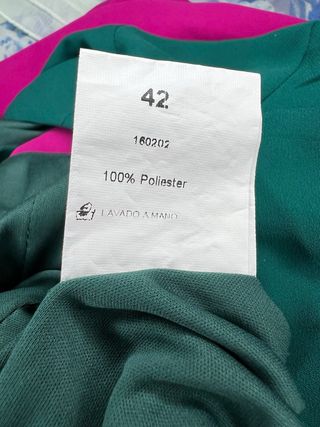 42
160202
100% Poliester
LAVADO A MANO